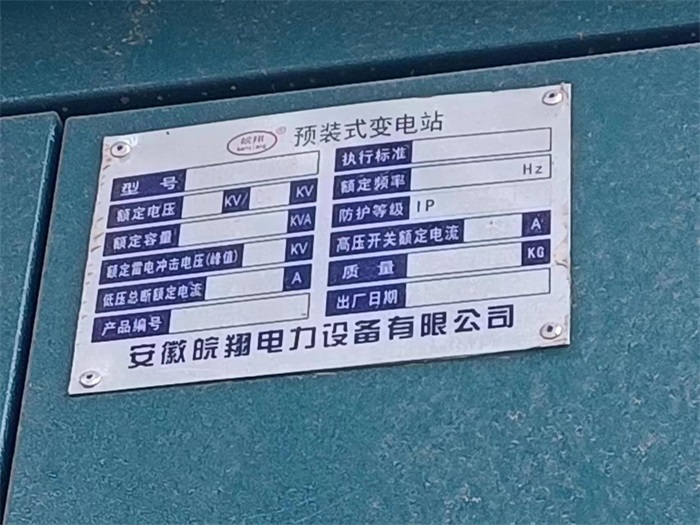 皖翔 ® 预装式变电站
型号
额定电压 KV/ KV
额定容量 KVA
额定雷电冲击电压(峰值) KV
低压总断额定电流 A
产品编号
执行标准
额定频率 Hz
防护等级 IP
高压开关额定电流 A
质量 KG
出厂日期
安徽皖翔电力设备有限公司